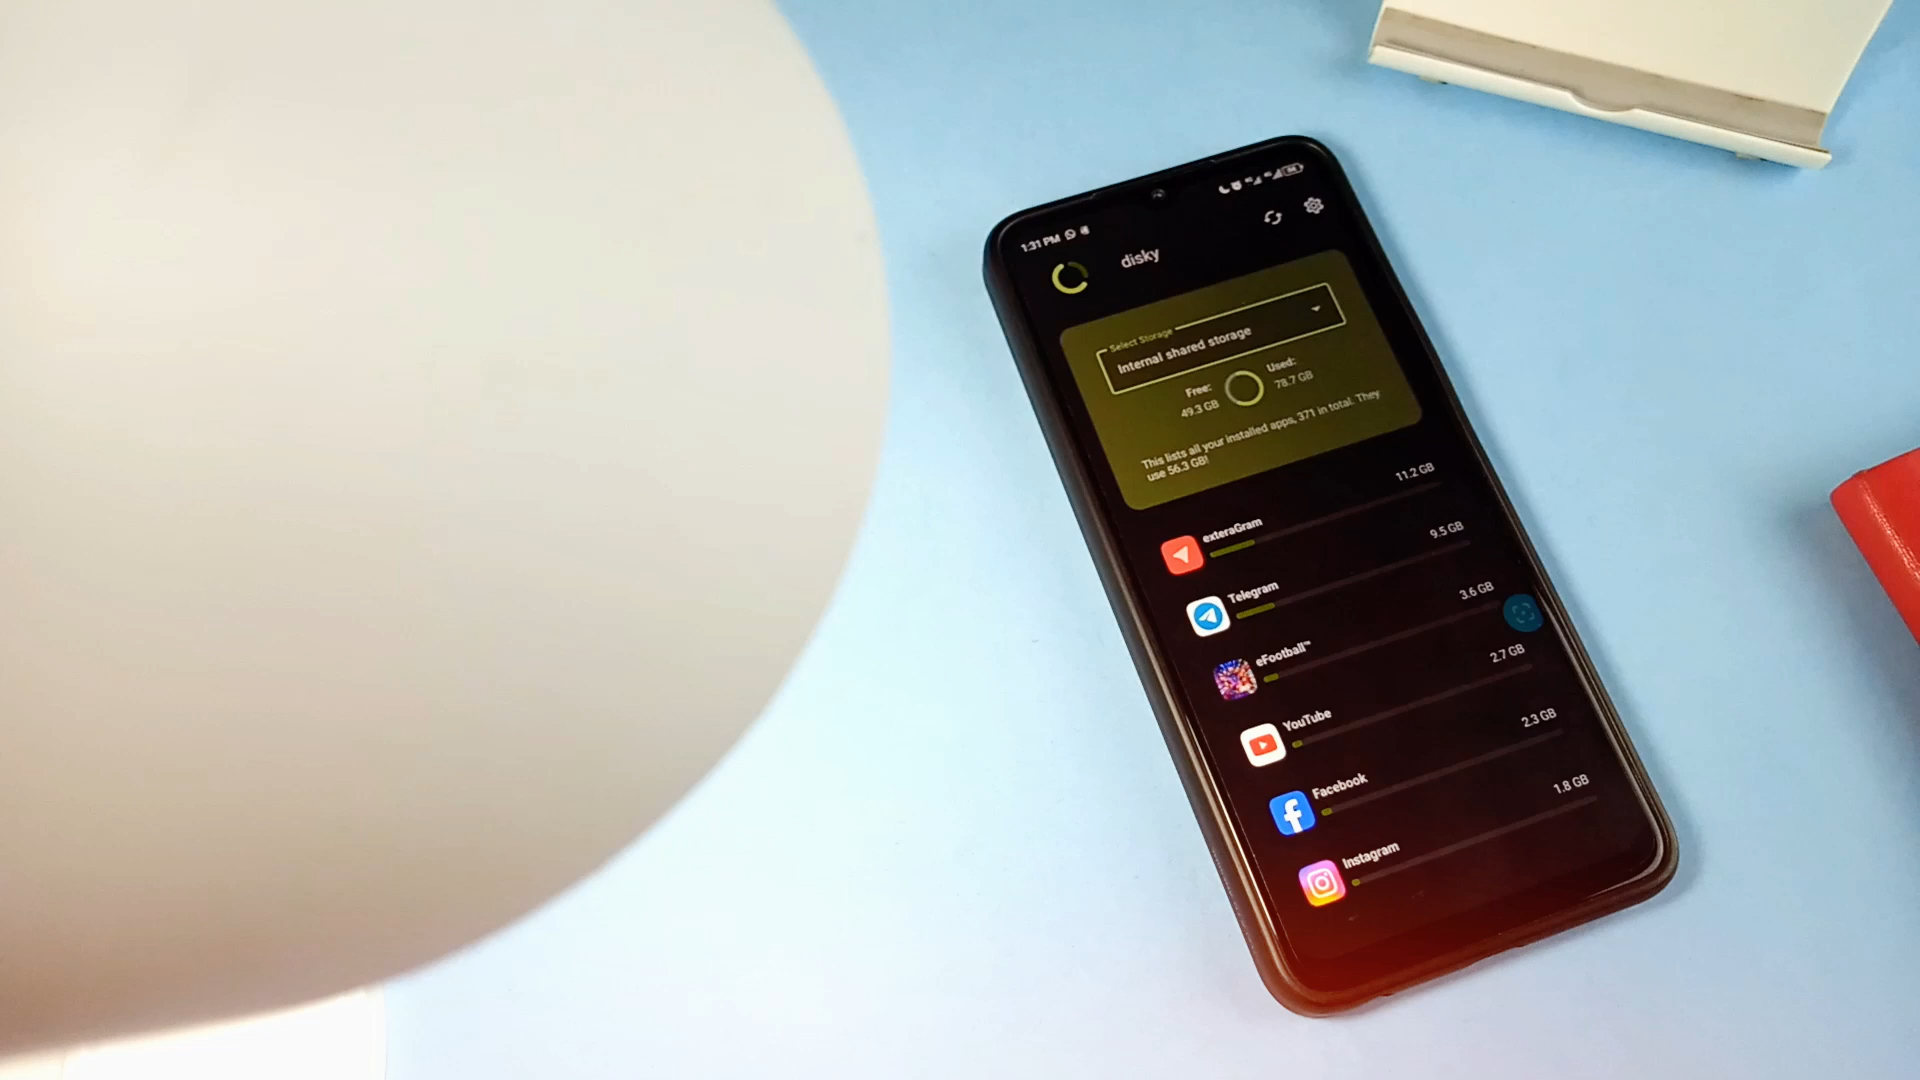 1:31 PM
disky
Select Storage
Internal shared storage
Free:
49.3 GB
Used:
78.7 GB
This lists all your installed apps, 371 in total. They
use 56.3 GB!
exteraGram
11.2 GB
Telegram
9.5 GB
eFootball™
3.6 GB
YouTube
2.7 GB
Facebook
2.3 GB
Instagram
1.8 GB